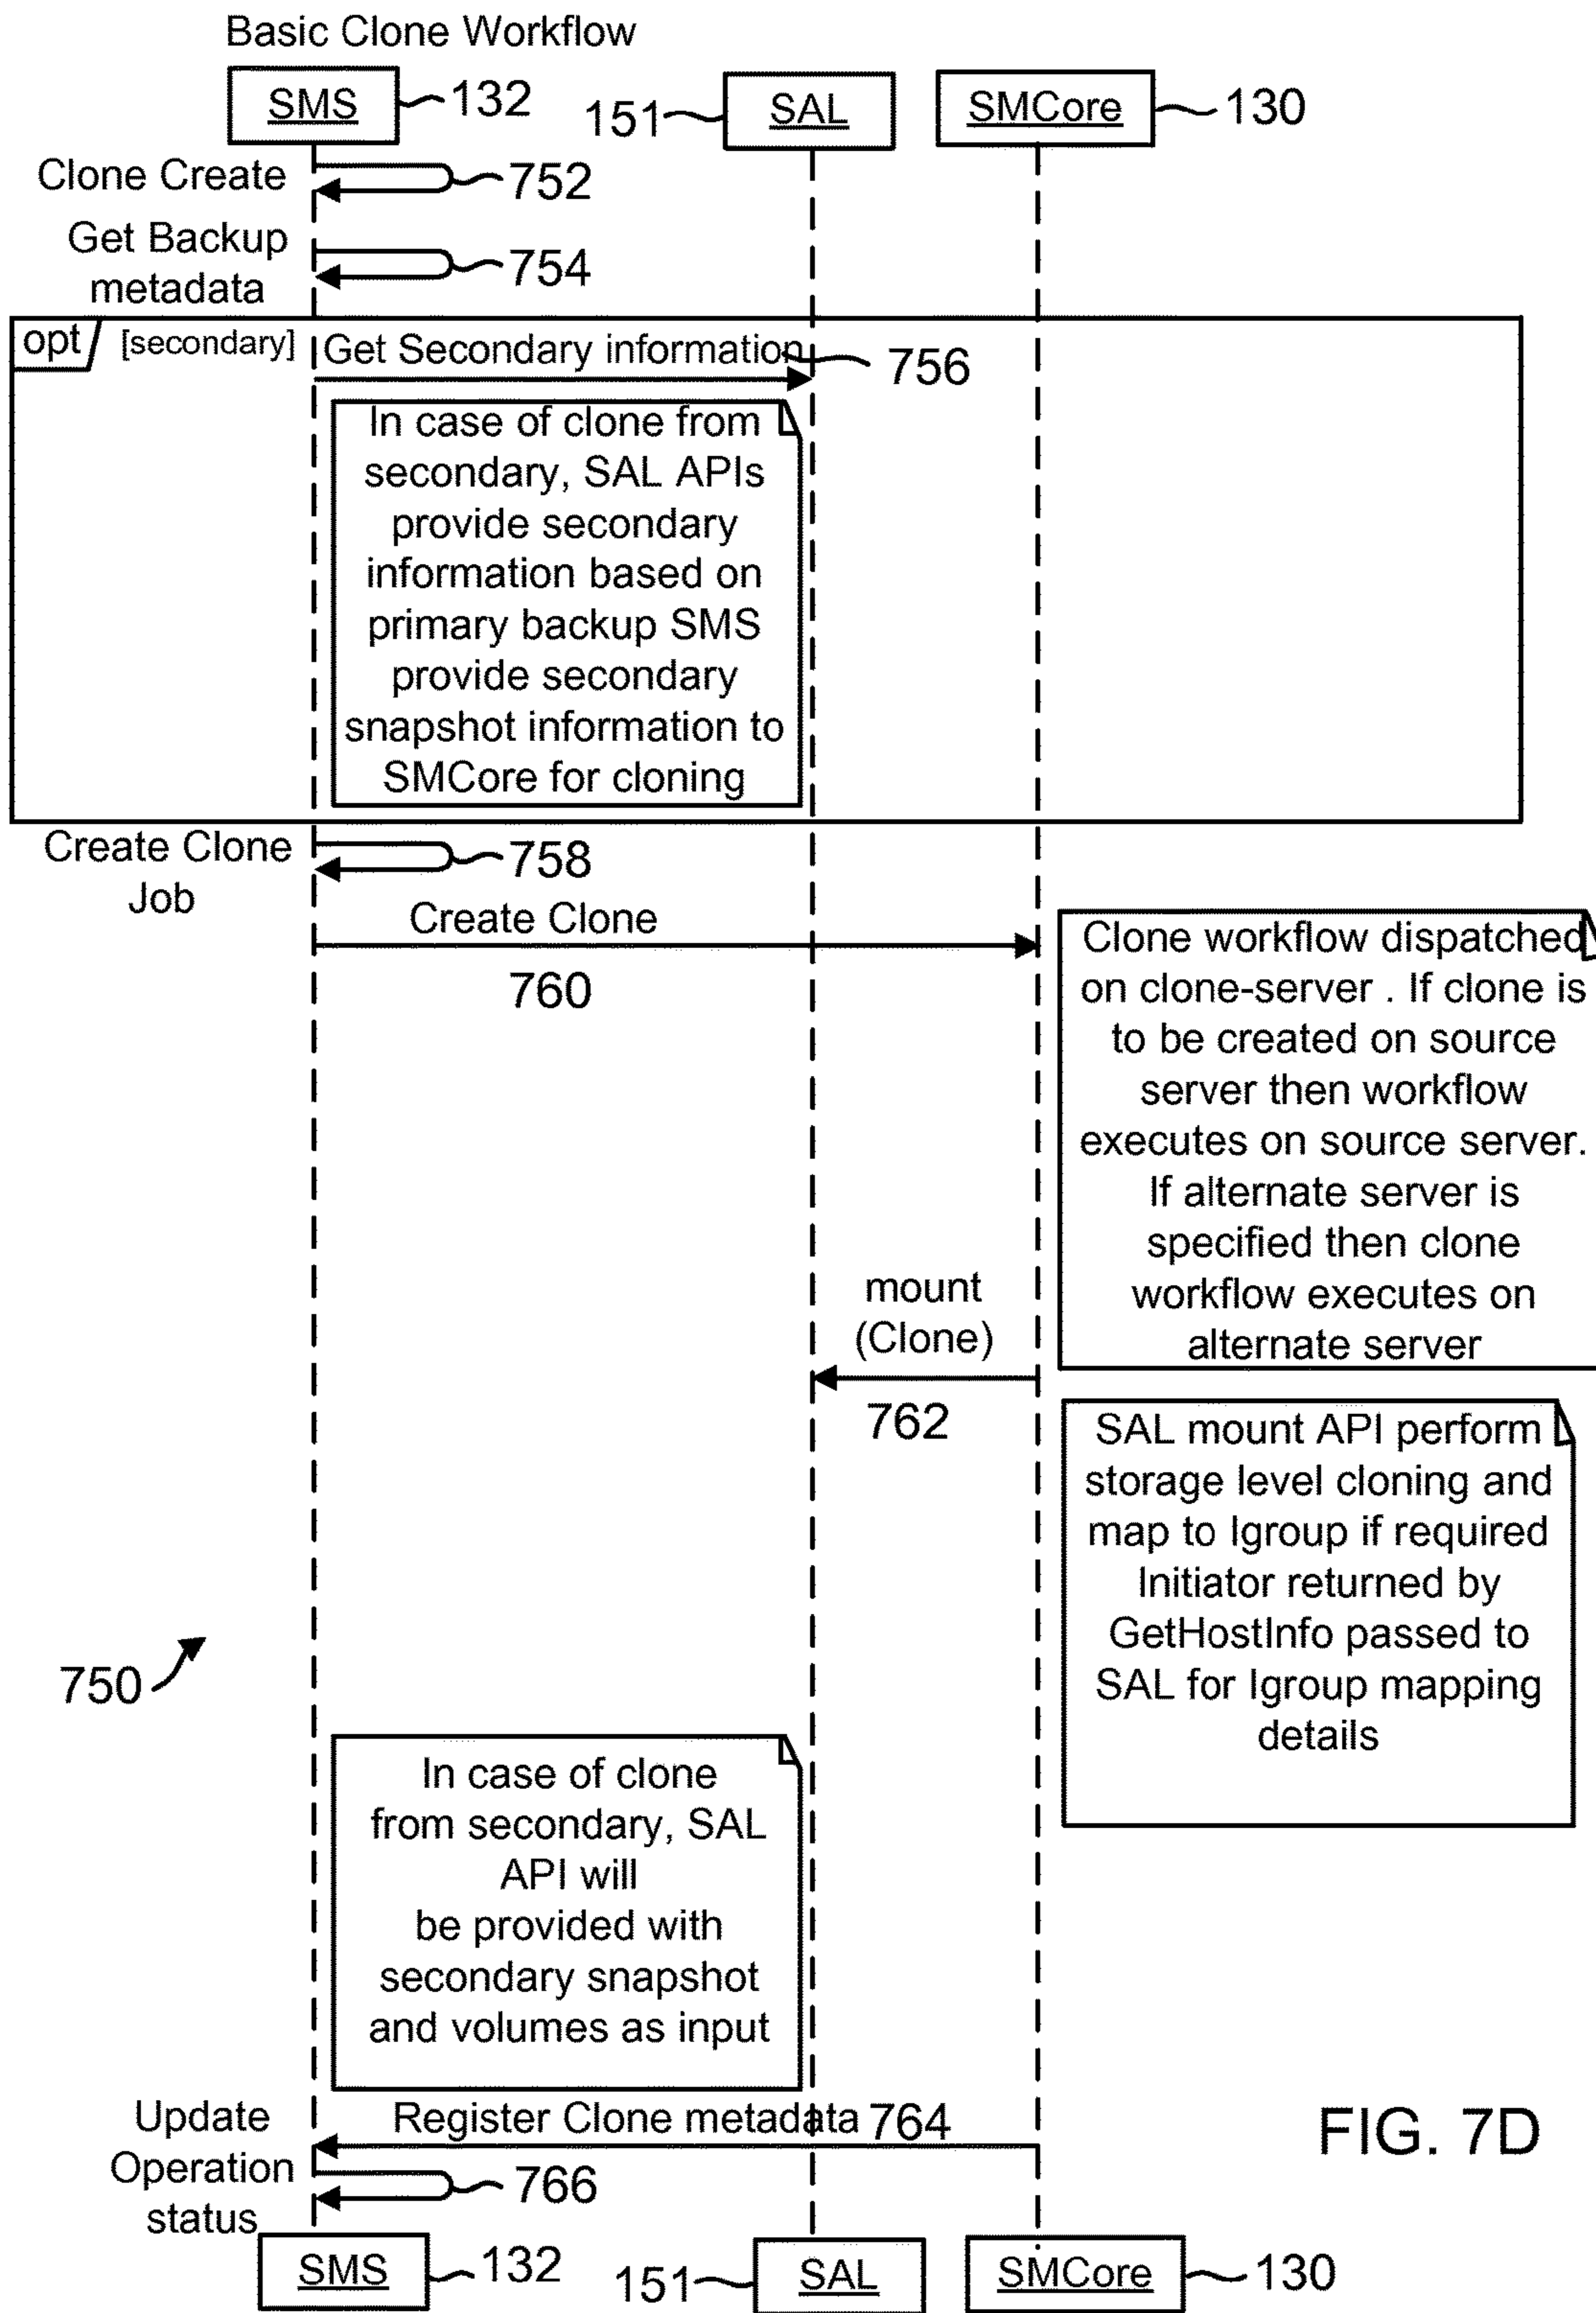 Basic Clone Workflow
SMS 132
151 SAL
SMCore 130
Clone Create 752
Get Backup
metadata
754
opt [secondary]
Get Secondary information 756
In case of clone from
secondary, SAL APIs
provide secondary
information based on
primary backup SMS
provide secondary
snapshot information to
SMCore for cloning
Create Clone
Job
758
Create Clone
760
Clone workflow dispatched
on clone-server . If clone is
to be created on source
server then workflow
executes on source server.
If alternate server is
specified then clone
workflow executes on
alternate server
mount
(Clone)
762
SAL mount API perform
storage level cloning and
map to Igroup if required
Initiator returned by
GetHostInfo passed to
SAL for Igroup mapping
details
750
In case of clone
from secondary, SAL
API will
be provided with
secondary snapshot
and volumes as input
Register Clone metadata 764
Update
Operation
status
766
SMS 132
151 SAL
SMCore 130
FIG. 7D